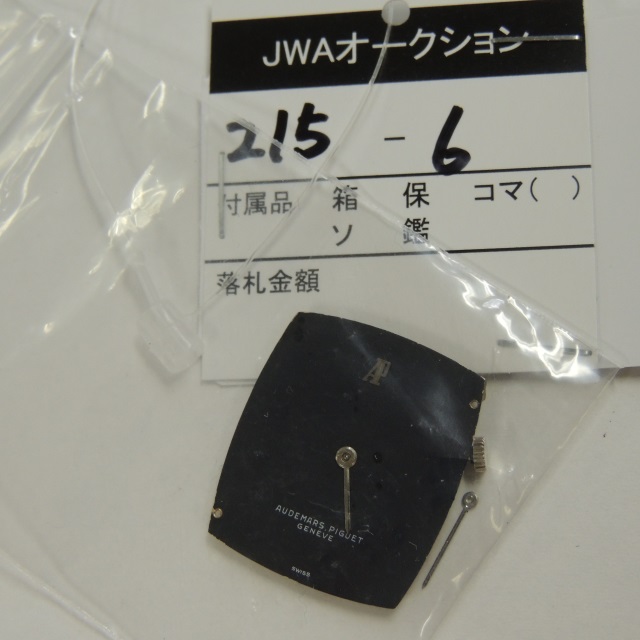 JWAオークション
215 - 6
付属品 箱 保 コマ( )
ソ 鑑
落札金額
AP
AUDEMARS, PIGUET
GENÈVE
SWISS